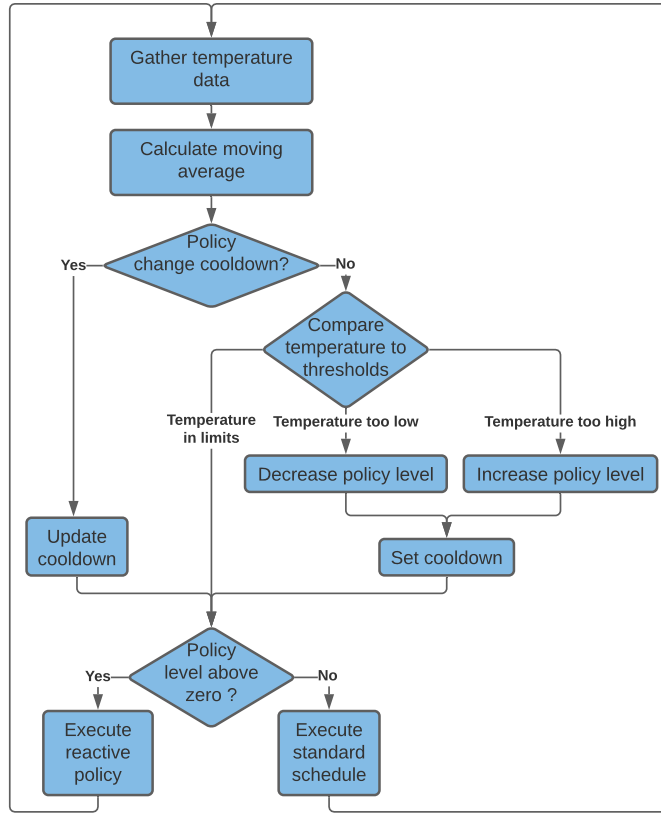 Gather temperature
data
Calculate moving
average
Policy
change cooldown?
Yes
No
Compare
temperature to
thresholds
Temperature
in limits
Temperature too low
Temperature too high
Decrease policy level
Increase policy level
Update
cooldown
Set cooldown
Policy
level above
zero ?
Yes
No
Execute
reactive
policy
Execute
standard
schedule